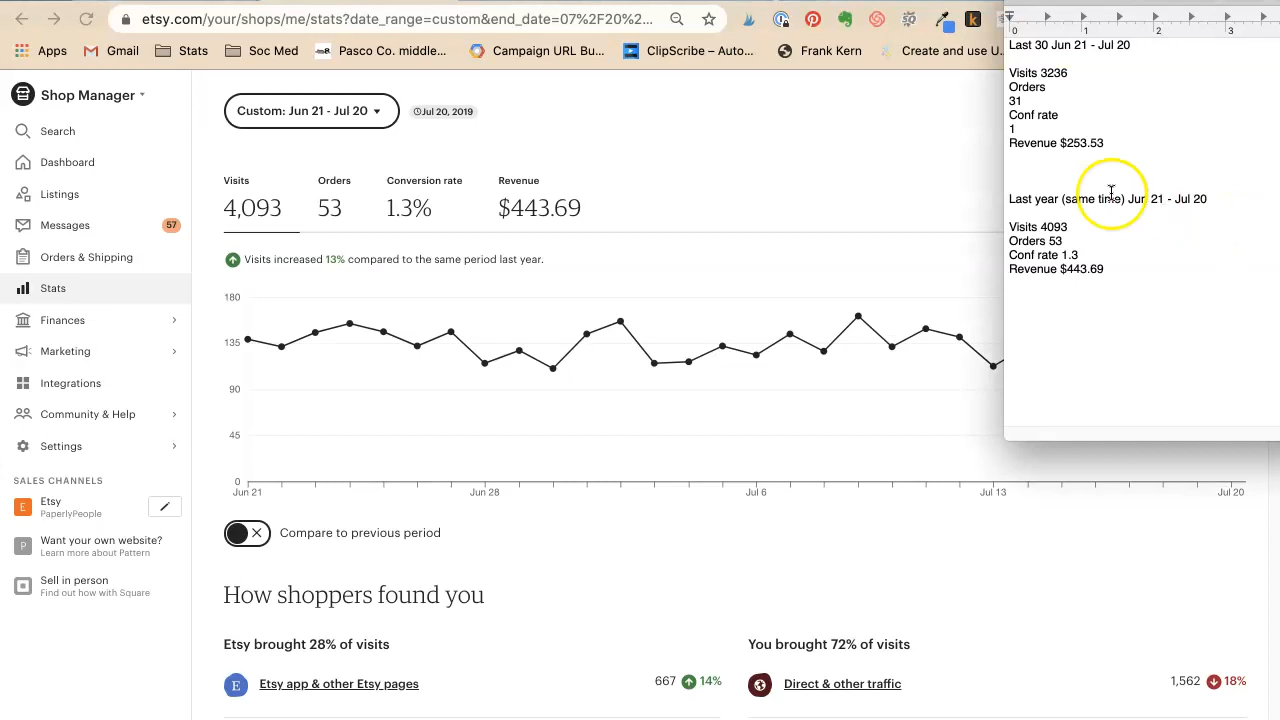 etsy.com/your/shops/me/stats?date_range=custom&end_date=07%2F20%2...
Apps
Gmail
Stats
Soc Med
Pasco Co. middle...
Campaign URL Bu...
ClipScribe – Auto...
Frank Kern
Create and use U...
Shop Manager
Search
Dashboard
Listings
Messages 57
Orders & Shipping
Stats
Finances
Marketing
Integrations
Community & Help
Settings
SALES CHANNELS
E
Etsy
PaperlyPeople
P
Want your own website?
Learn more about Pattern
Sell in person
Find out how with Square
Custom: Jun 21 - Jul 20
Jul 20, 2019
Visits Orders Conversion rate Revenue
4,093 53 1.3% $443.69
Visits increased 13% compared to the same period last year.
180
135
90
45
0
Jun 21 Jun 28 Jul 6 Jul 13 Jul 20
Compare to previous period
How shoppers found you
Etsy brought 28% of visits
E Etsy app & other Etsy pages 667 14%
You brought 72% of visits
Direct & other traffic 1,562 18%
0 1 2 3
Last 30 Jun 21 - Jul 20
Visits 3236
Orders
31
Conf rate
1
Revenue $253.53
Last year (same time) Jun 21 - Jul 20
Visits 4093
Orders 53
Conf rate 1.3
Revenue $443.69